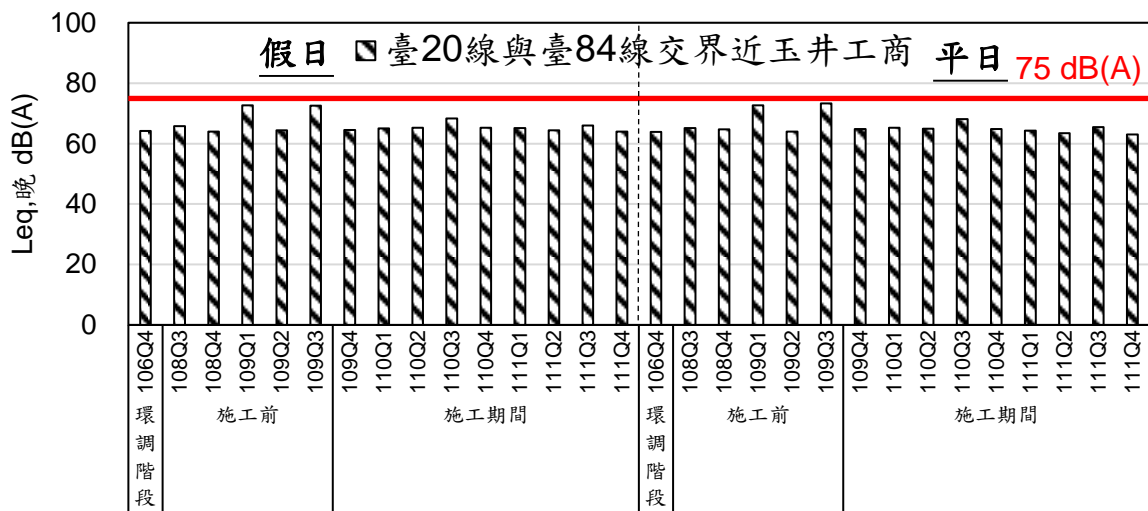 假日 臺20線與臺84線交界近玉井工商 平日 75 dB(A)
Leq,晚 dB(A)
100
80
60
40
20
0
106Q4 108Q3 108Q4 109Q1 109Q2 109Q3 109Q4 110Q1 110Q2 110Q3 110Q4 111Q1 111Q2 111Q3 111Q4 106Q4 108Q3 108Q4 109Q1 109Q2 109Q3 109Q4 110Q1 110Q2 110Q3 110Q4 111Q1 111Q2 111Q3 111Q4
環調階段 施工前 施工期間 環調階段 施工前 施工期間